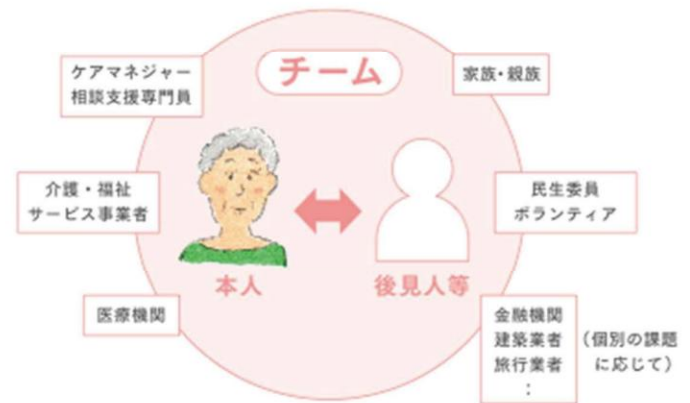 チーム
ケアマネジャー
相談支援専門員
家族・親族
介護・福祉
サービス事業者
民生委員
ボランティア
本人
後見人等
医療機関
金融機関
建築業者
旅行業者
:
(個別の課題
に応じて)